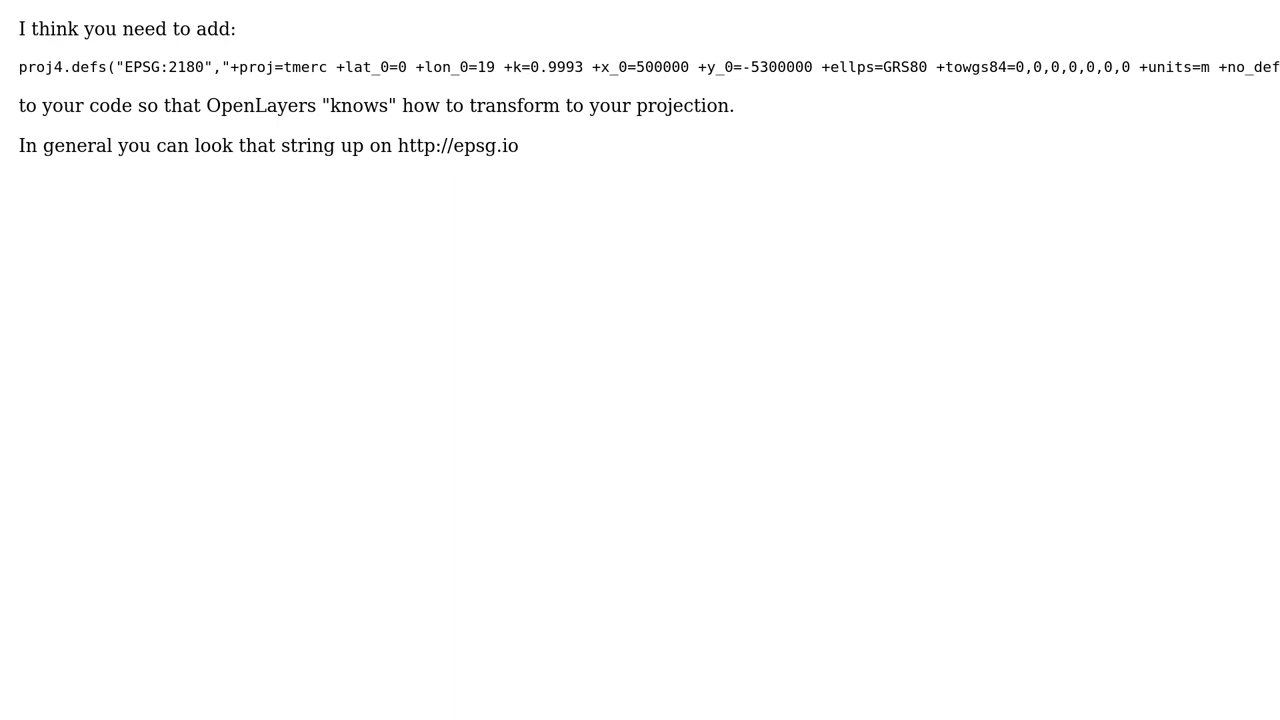 I think you need to add:
proj4.defs("EPSG:2180","+proj=tmerc +lat_0=0 +lon_0=19 +k=0.9993 +x_0=500000 +y_0=-5300000 +ellps=GRS80 +towgs84=0,0,0,0,0,0,0 +units=m +no_def
to your code so that OpenLayers "knows" how to transform to your projection.
In general you can look that string up on http://epsg.io